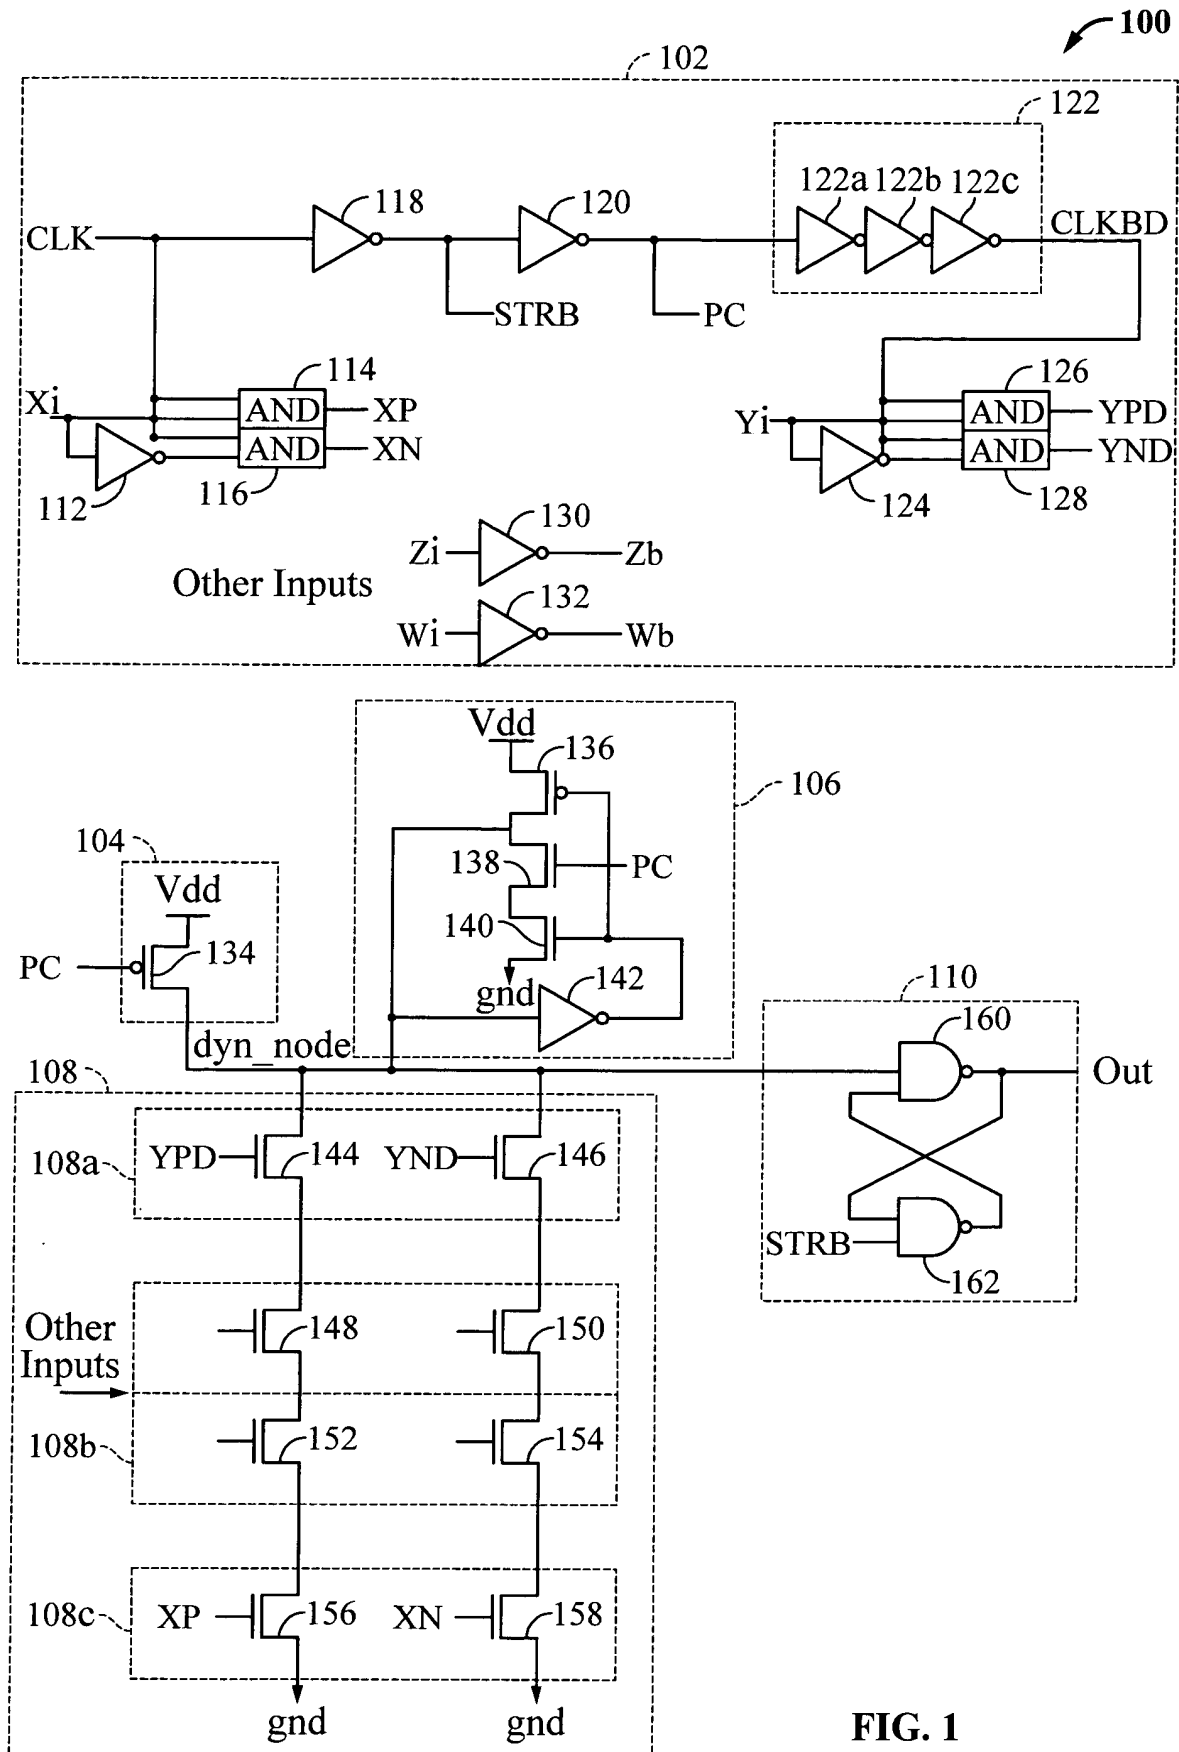 100
102
122
122a 122b 122c
118
120
CLK
CLKBD
STRB
PC
Xi
114
AND
XP
AND
XN
112
116
Yi
126
AND
YPD
AND
YND
124
128
130
Zi
Zb
Other Inputs
132
Wi
Wb
Vdd
136
106
104
Vdd
138
PC
134
140
PC
gnd
142
110
160
dyn_node
108
Out
108a
YPD
144
YND
146
STRB
162
Other
Inputs
148
150
108b
152
154
108c
XP
156
XN
158
gnd
gnd
FIG. 1